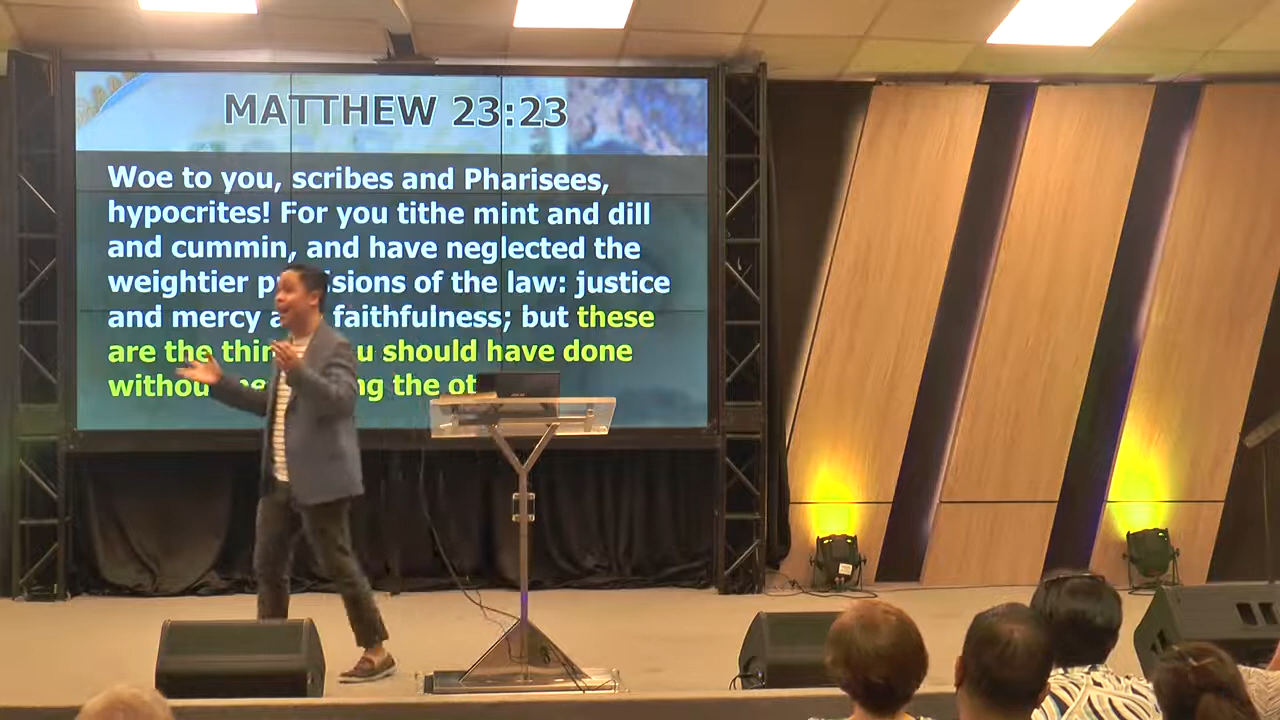 MATTHEW 23:23
Woe to you, scribes and Pharisees,
hypocrites! For you tithe mint and dill
and cummin, and have neglected the
weightier of the law: justice
and mercy faithfulness; but these
are the you should have done
the